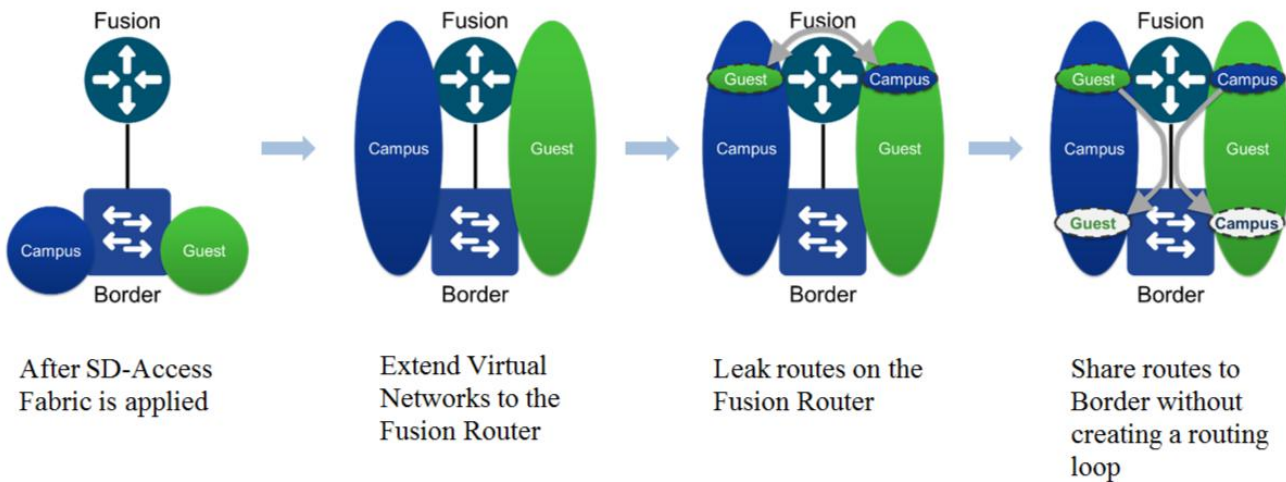 Fusion
Campus
Guest
Border
After SD-Access
Fabric is applied
Fusion
Campus
Guest
Border
Extend Virtual
Networks to the
Fusion Router
Fusion
Guest
Campus
Campus
Guest
Border
Leak routes on the
Fusion Router
Fusion
Guest
Campus
Campus
Guest
Guest
Campus
Border
Share routes to
Border without
creating a routing
loop